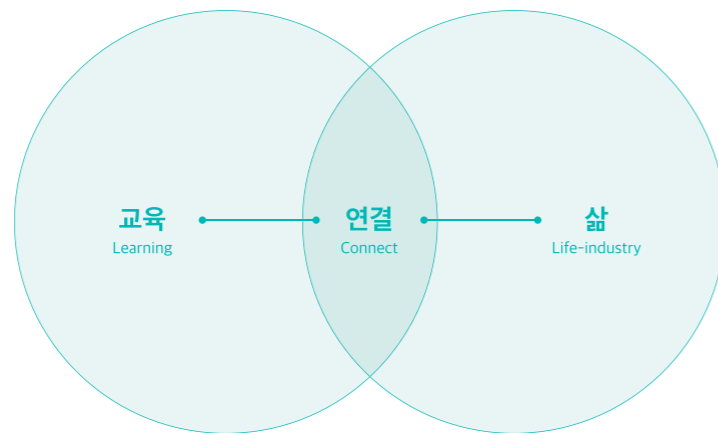 교육
Learning
연결
Connect
삶
Life-industry